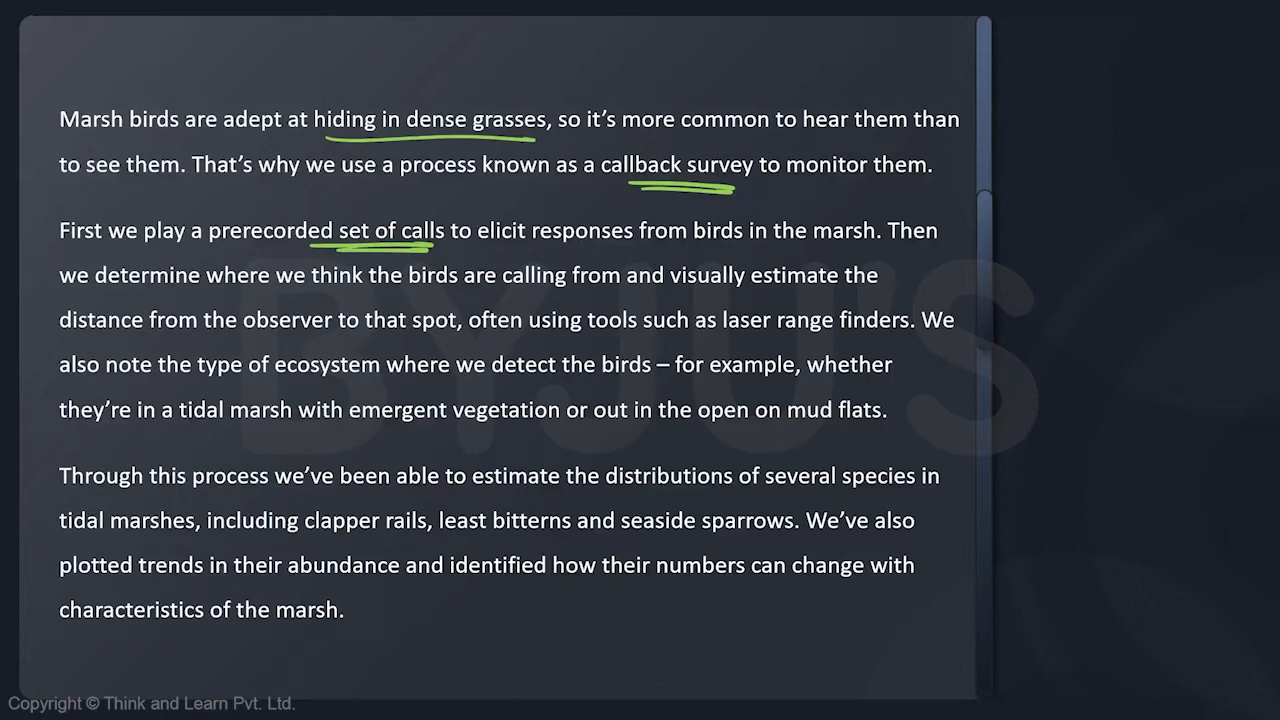 Marsh birds are adept at hiding in dense grasses, so it’s more common to hear them than
to see them. That’s why we use a process known as a callback survey to monitor them.
First we play a prerecorded set of calls to elicit responses from birds in the marsh. Then
we determine where we think the birds are calling from and visually estimate the
distance from the observer to that spot, often using tools such as laser range finders. We
also note the type of ecosystem where we detect the birds – for example, whether
they’re in a tidal marsh with emergent vegetation or out in the open on mud flats.
BYJU'S
Through this process we’ve been able to estimate the distributions of several species in
tidal marshes, including clapper rails, least bitterns and seaside sparrows. We’ve also
plotted trends in their abundance and identified how their numbers can change with
characteristics of the marsh.
Copyright © Think and Learn Pvt. Ltd.